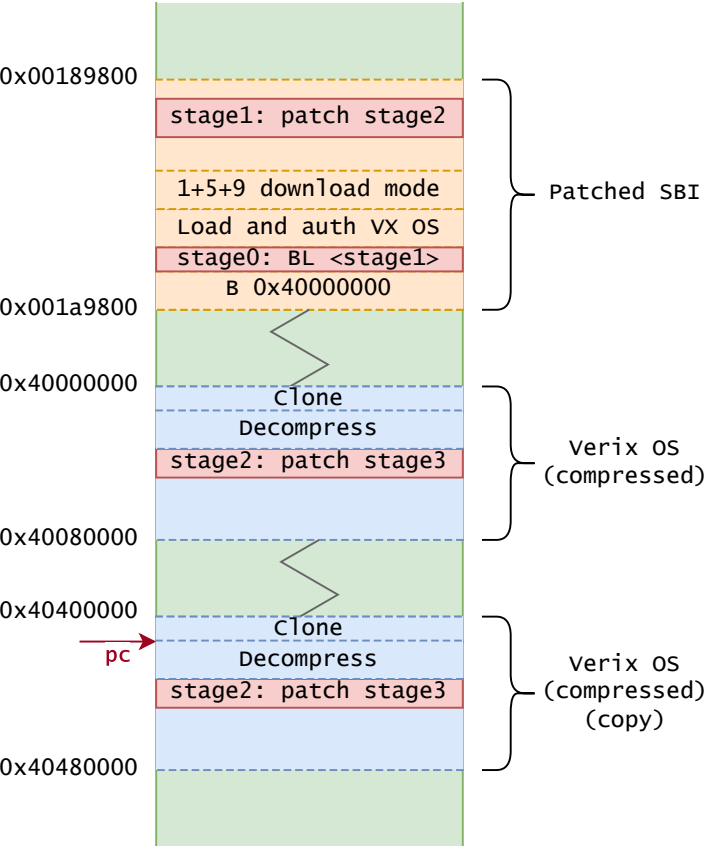 0x00189800
stage1: patch stage2
1+5+9 download mode
Patched SBI
Load and auth VX OS
stage0: BL <stage1>
B 0x40000000
0x001a9800
0x40000000
Clone
Decompress
stage2: patch stage3
Verix OS
(compressed)
0x40080000
0x40400000
Clone
pc
Decompress
stage2: patch stage3
Verix OS
(compressed)
(copy)
0x40480000